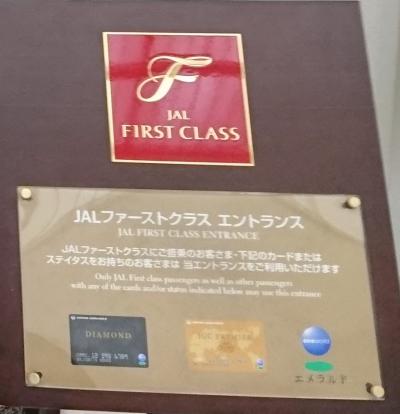 F
JAL
FIRST CLASS
JALファーストクラス エントランス
JAL FIRST CLASS ENTRANCE
JALファーストクラスにご搭乗のお客さま・下記のカードまたは
ステイタスをお持ちのお客さまは 当エントランスをご利用いただけます
Only JAL First class passengers as well as other passengers
with any of the cards and/or status indicated below may use this entrance
DIAMOND
JGC PREMIER
oneworld
エメラルド